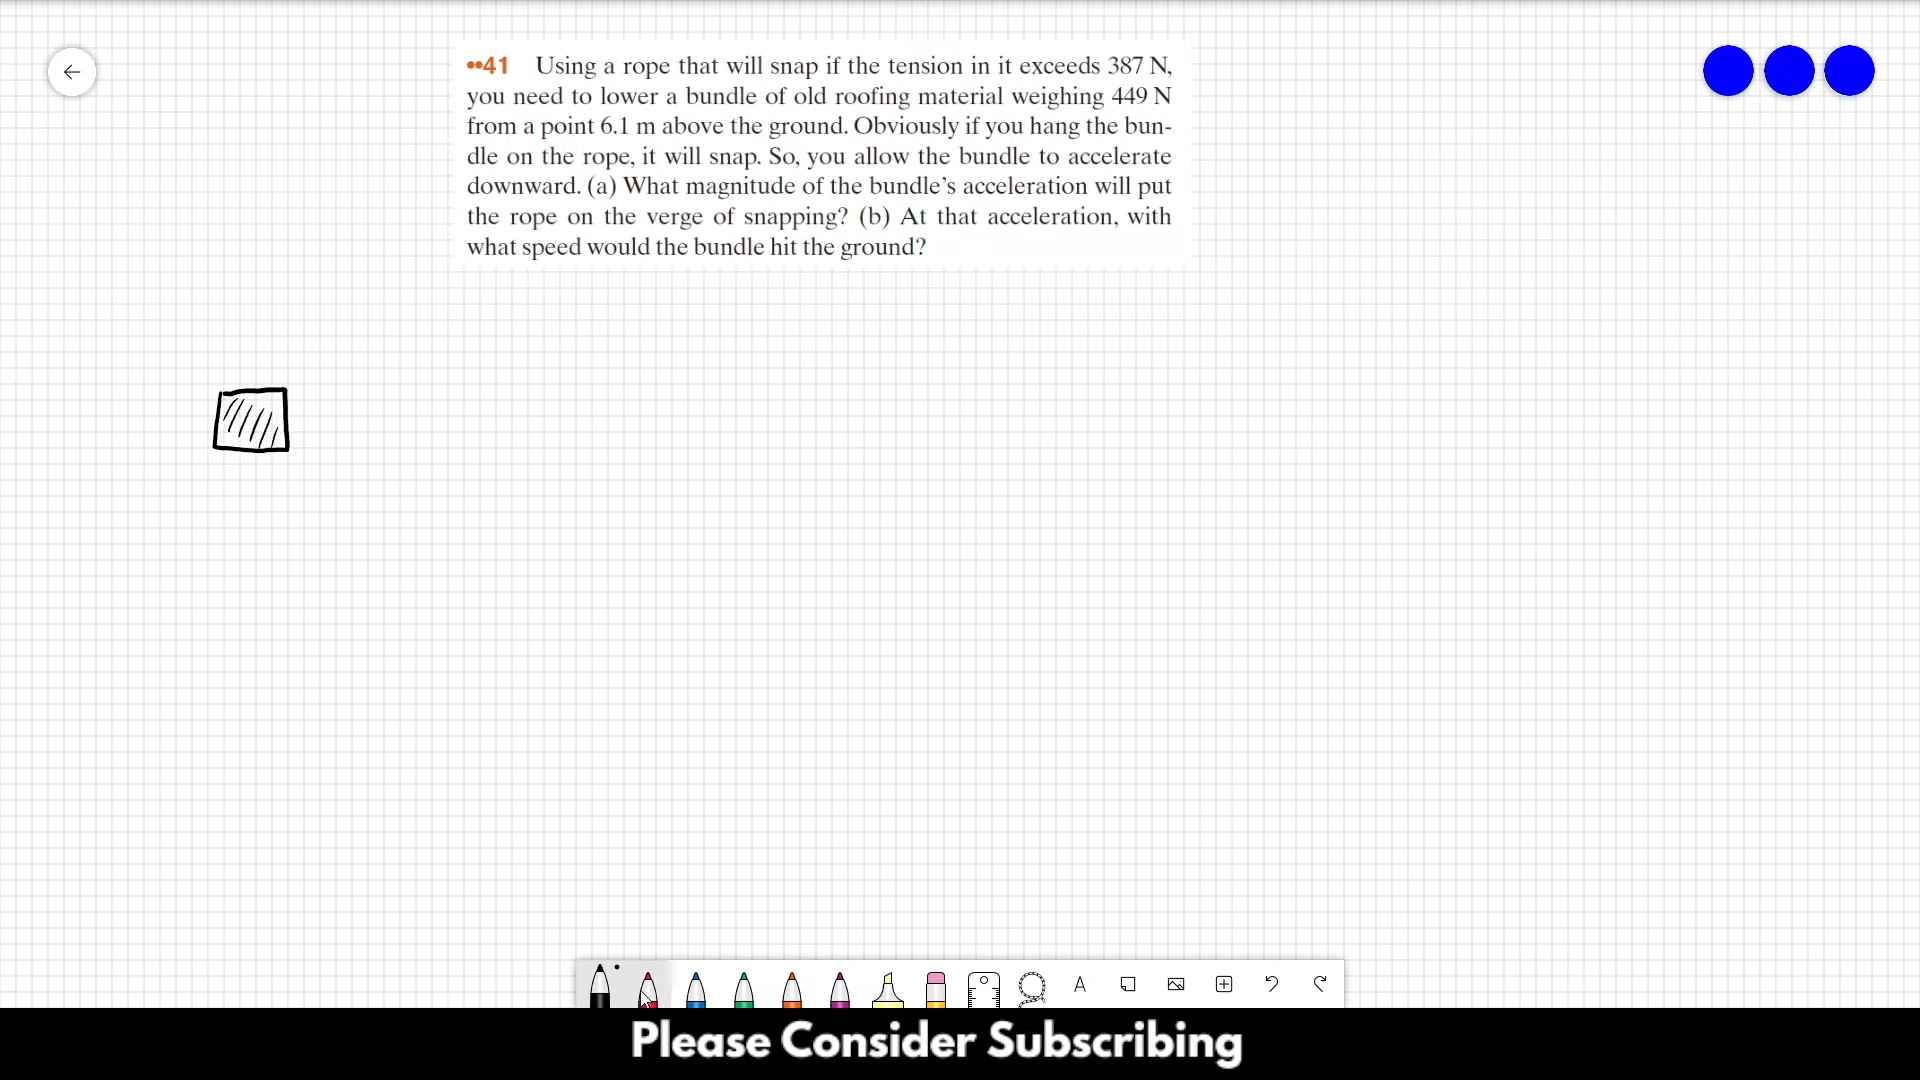 ••41 Using a rope that will snap if the tension in it exceeds 387 N,
you need to lower a bundle of old roofing material weighing 449 N
from a point 6.1 m above the ground. Obviously if you hang the bun-
dle on the rope, it will snap. So, you allow the bundle to accelerate
downward. (a) What magnitude of the bundle’s acceleration will put
the rope on the verge of snapping? (b) At that acceleration, with
what speed would the bundle hit the ground?
A
Please Consider Subscribing